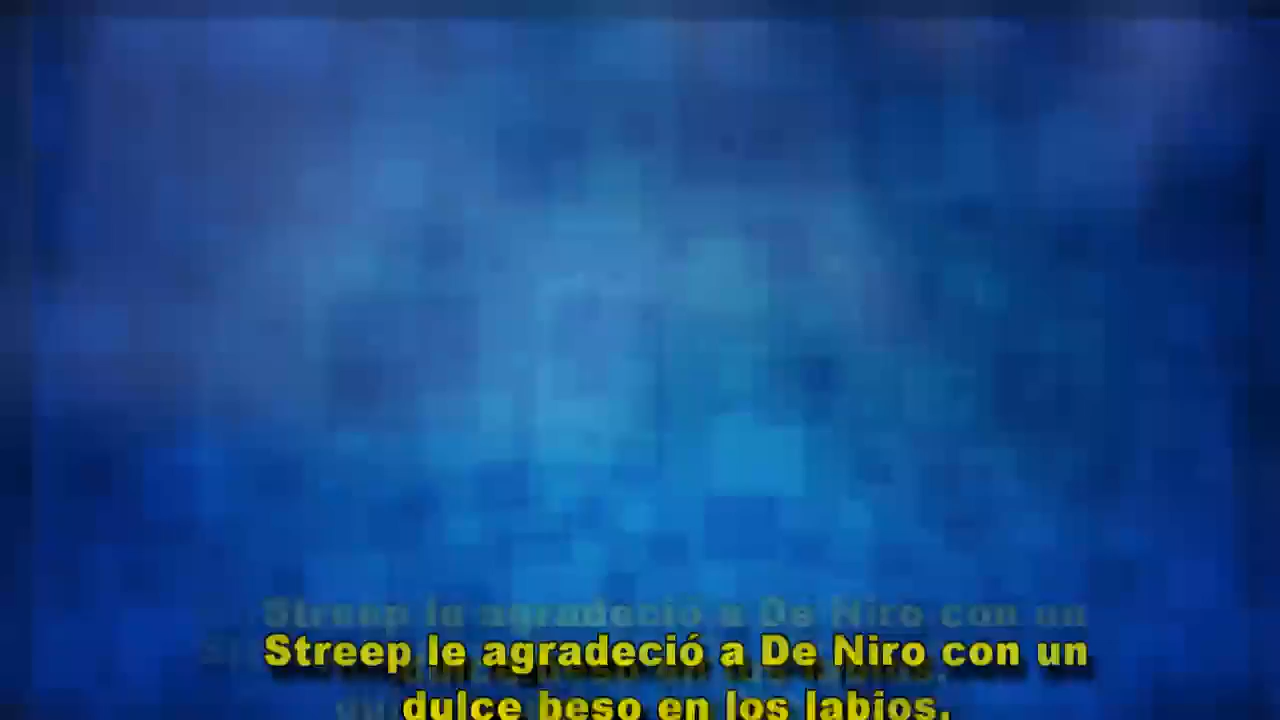 Streep le agradeció a De Niro con un
dulce beso en los labios.